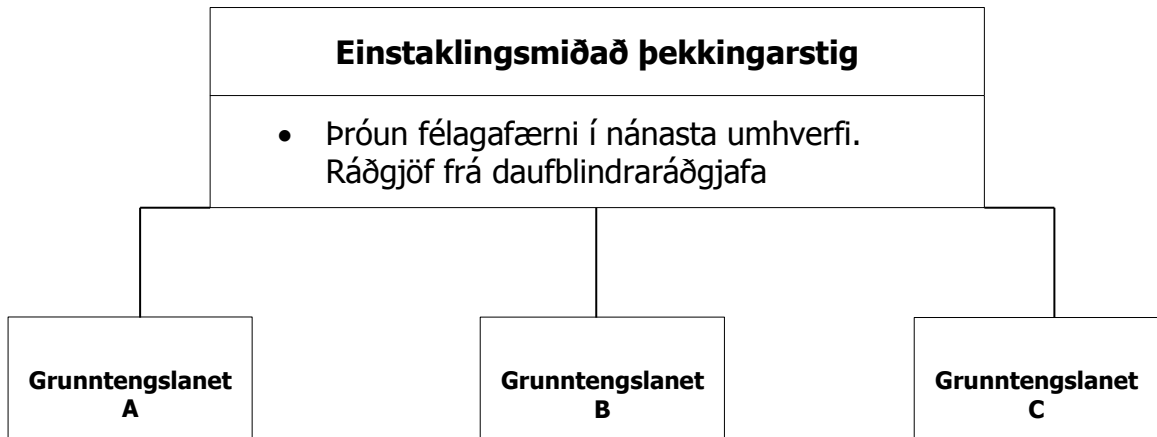 Einstaklingsmiðað þekkingarstig
• Þróun félagafærni í nánasta umhverfi.
Ráðgjöf frá daufblindraráðgjafa
Grunntengslanet
A
Grunntengslanet
B
Grunntengslanet
C